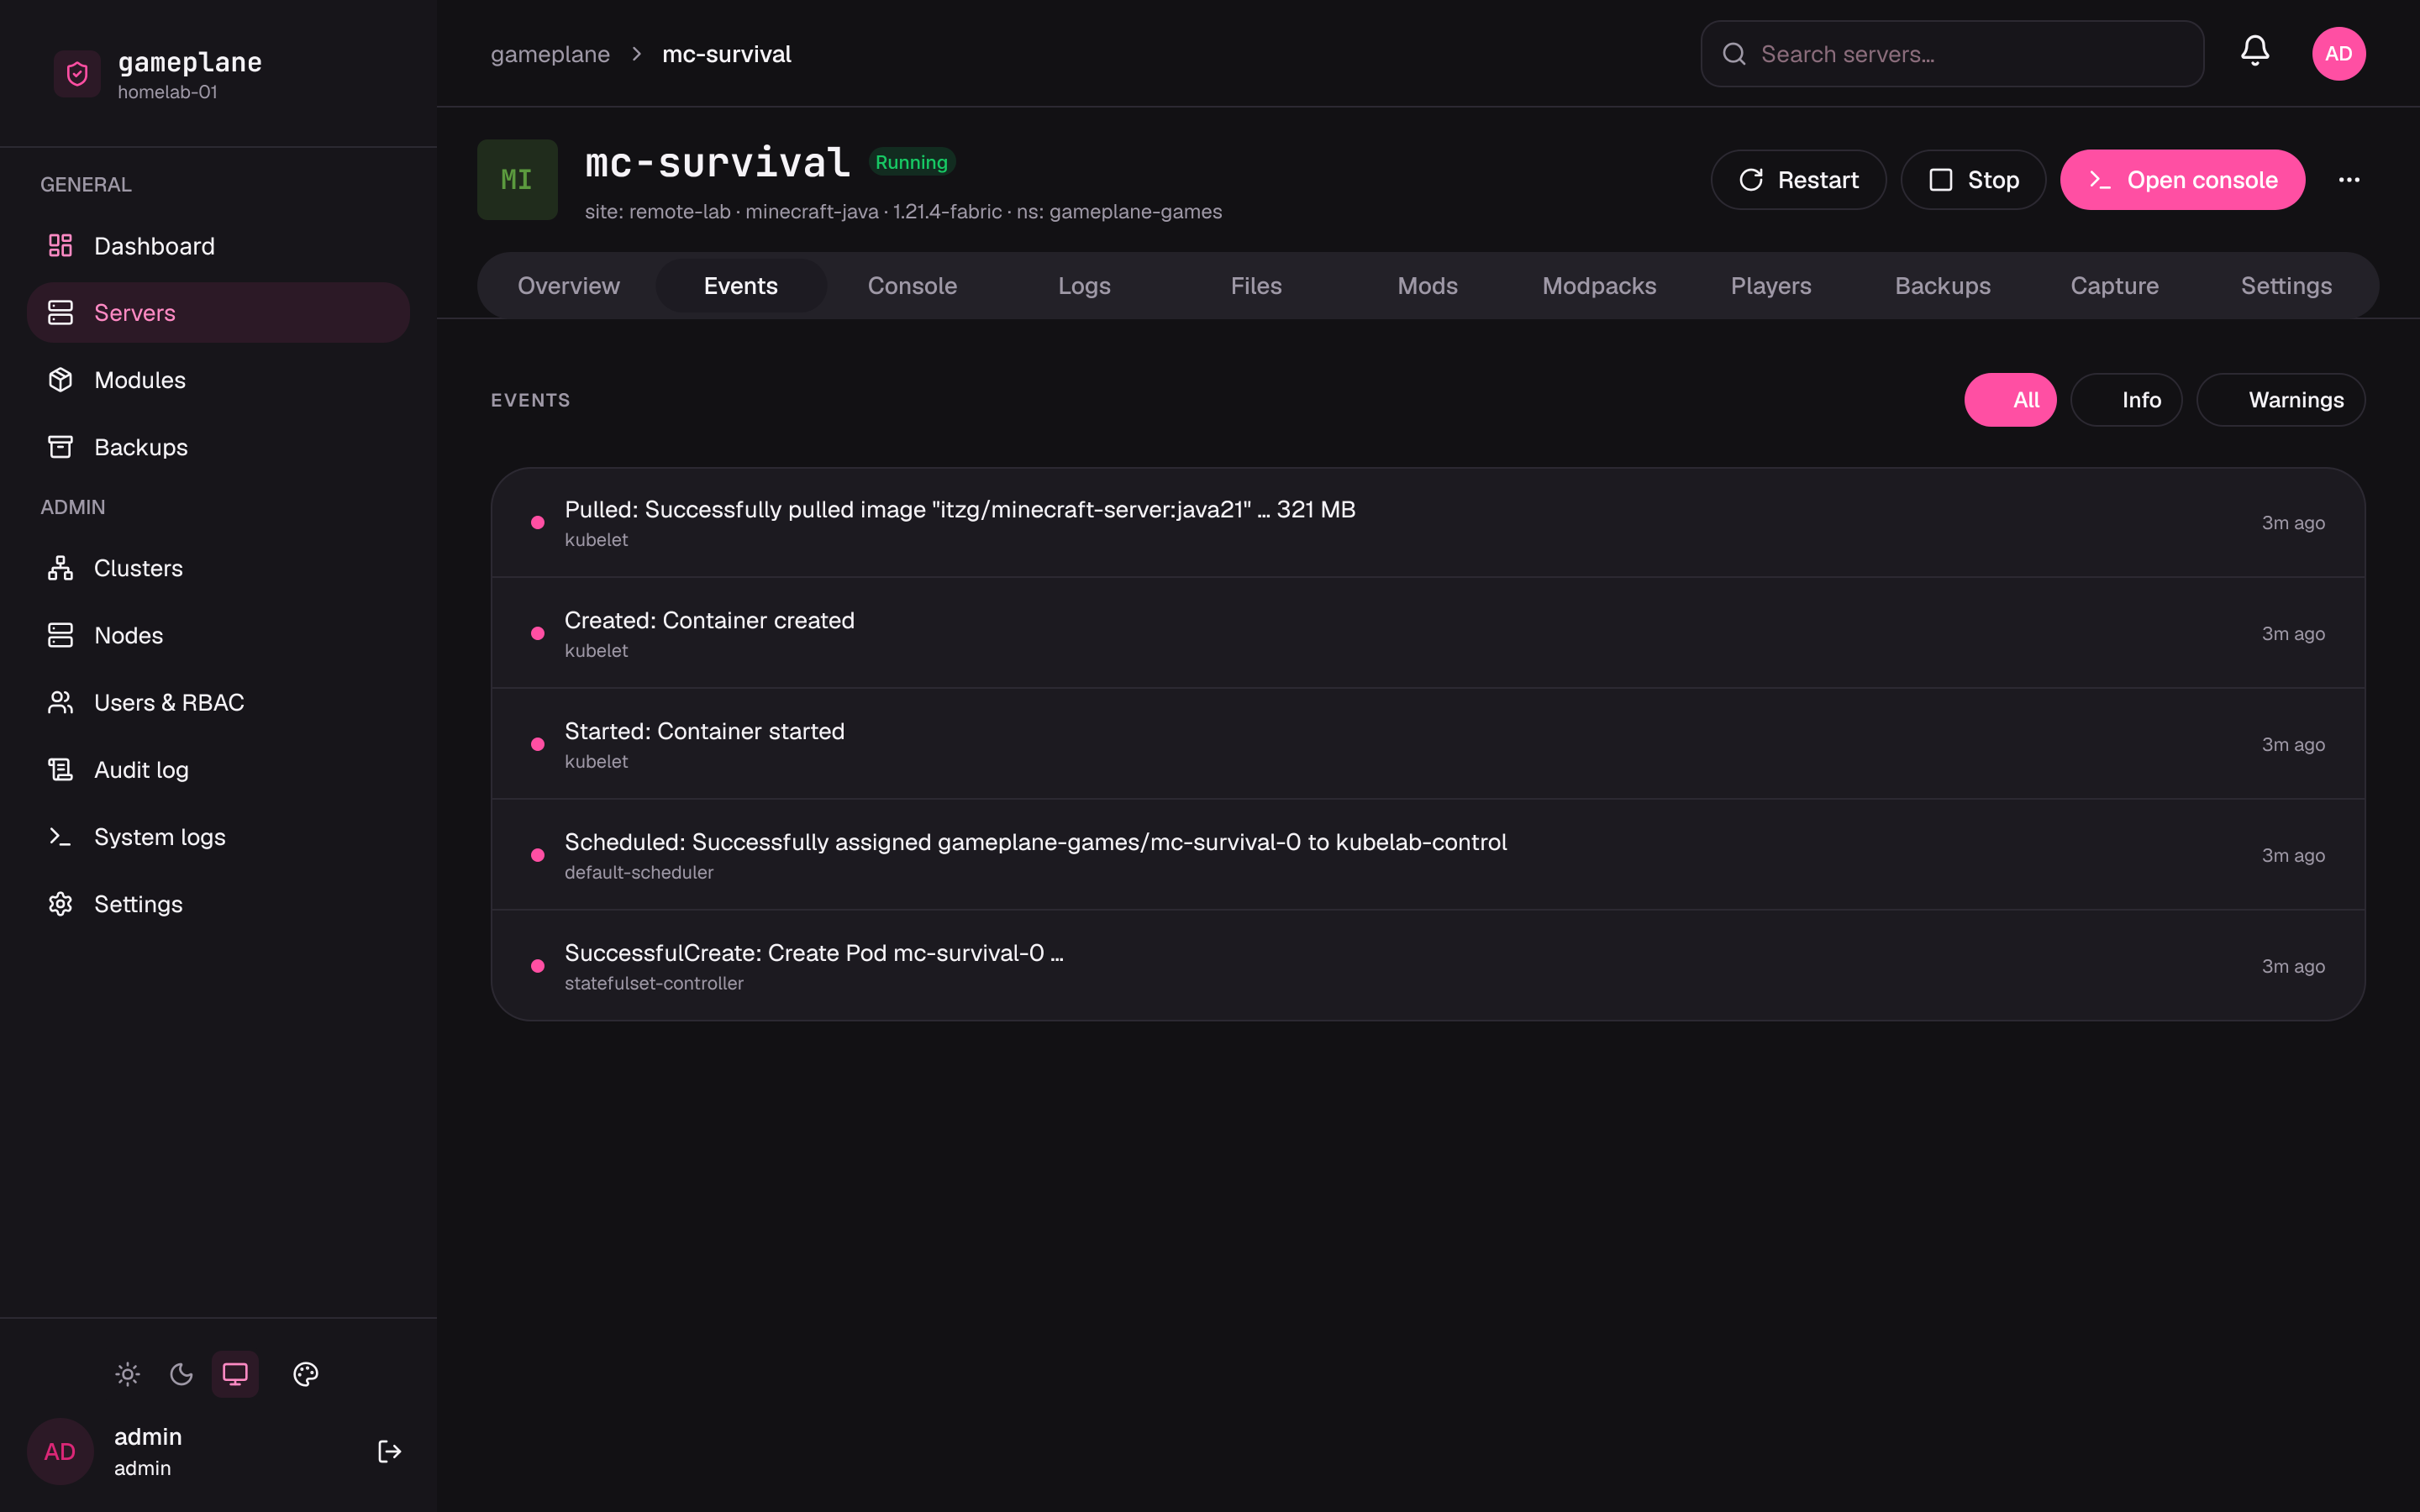 gameplane
homelab-01
GENERAL
Dashboard
Servers
Modules
Backups
ADMIN
Clusters
Nodes
Users & RBAC
Audit log
System logs
Settings
AD
admin
admin
gameplane > mc-survival
Search servers...
AD
MI
mc-survival
Running
site: remote-lab · minecraft-java · 1.21.4-fabric · ns: gameplane-games
Restart
Stop
Open console
Overview
Events
Console
Logs
Files
Mods
Modpacks
Players
Backups
Capture
Settings
EVENTS
All
Info
Warnings
Pulled: Successfully pulled image "itzg/minecraft-server:java21" ... 321 MB
kubelet
3m ago
Created: Container created
kubelet
3m ago
Started: Container started
kubelet
3m ago
Scheduled: Successfully assigned gameplane-games/mc-survival-0 to kubelab-control
default-scheduler
3m ago
SuccessfulCreate: Create Pod mc-survival-0 ...
statefulset-controller
3m ago